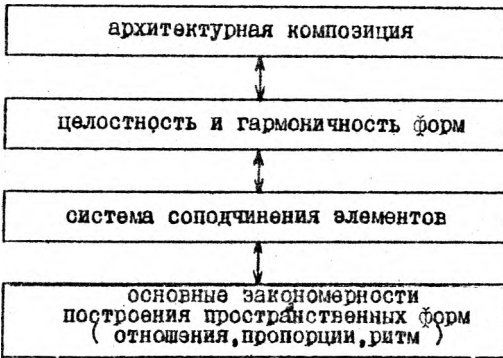 архитектурная композиция
целостность и гармоничность форм
система соподчинения элементов
основные закономерности
построения пространственных форм
( отношения,пропорции,ритм )